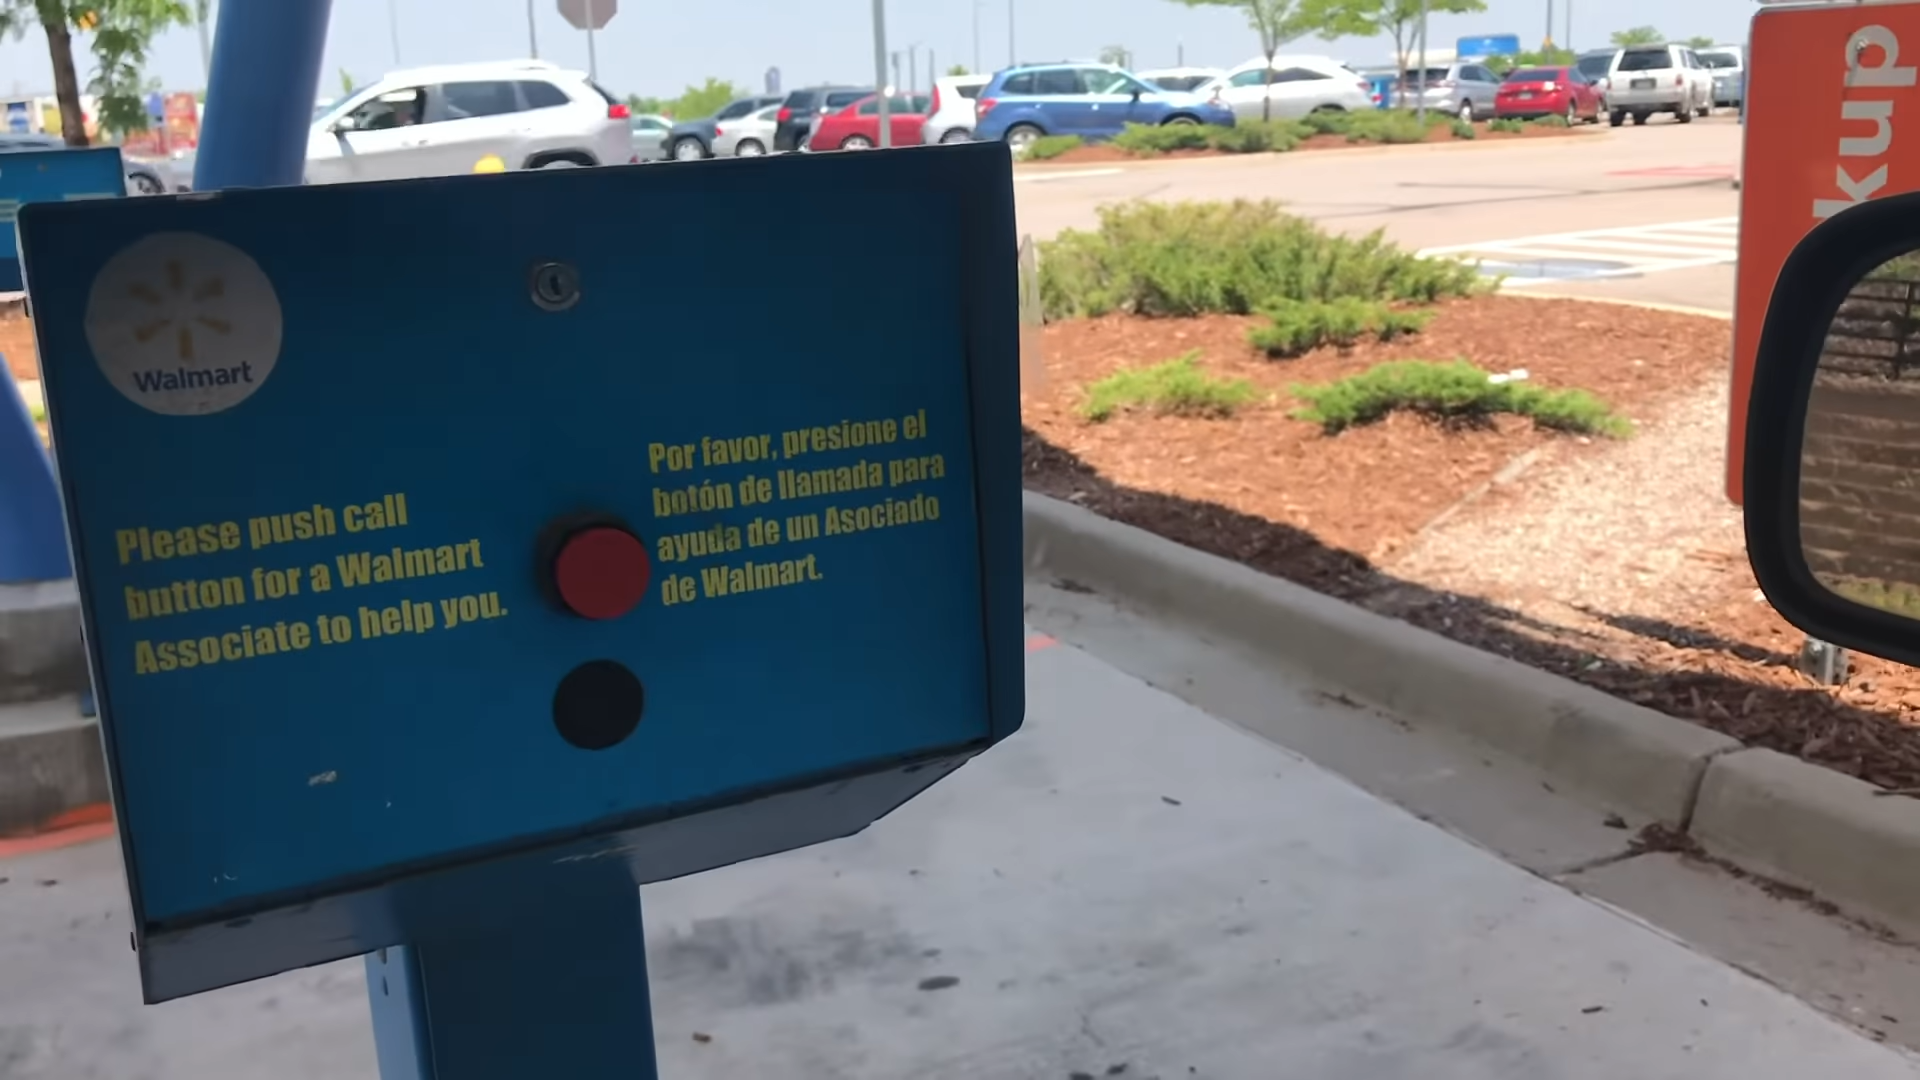 Walmart
Please push call
button for a Walmart
Associate to help you.
Por favor, presione el
botón de llamada para
ayuda de un Asociado
de Walmart.
kup